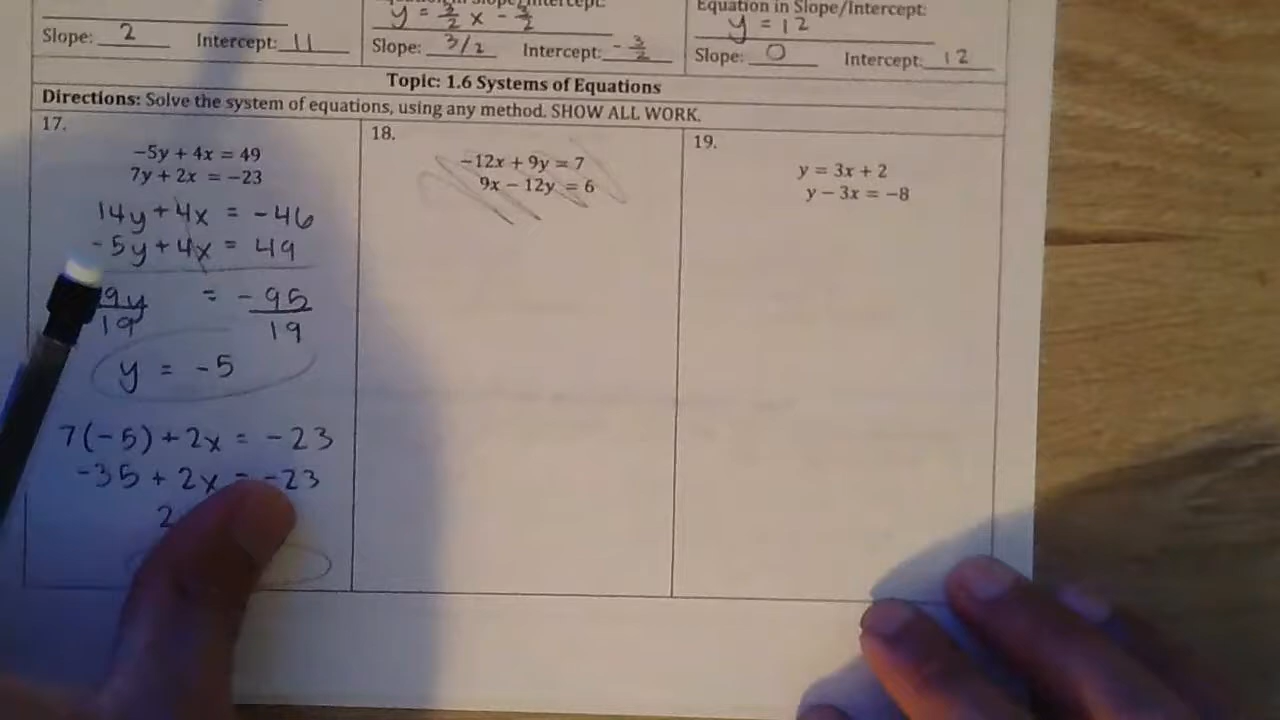 Equation in Slope/Intercept:
y = 12
Slope: 2 Intercept: 11
y = 3/2 x - 3/2
Slope: 3/2 Intercept: - 3/2
Slope: 0 Intercept: 12
Topic: 1.6 Systems of Equations
Directions: Solve the system of equations, using any method. SHOW ALL WORK.
17.
-5y + 4x = 49
7y + 2x = -23
14y + 4x = -46
-5y + 4x = 49
9y = -95
19 19
y = -5
7(-5) + 2x = -23
-35 + 2x = -23
2
18.
-12x + 9y = 7
9x - 12y = 6
19.
y = 3x + 2
y - 3x = -8